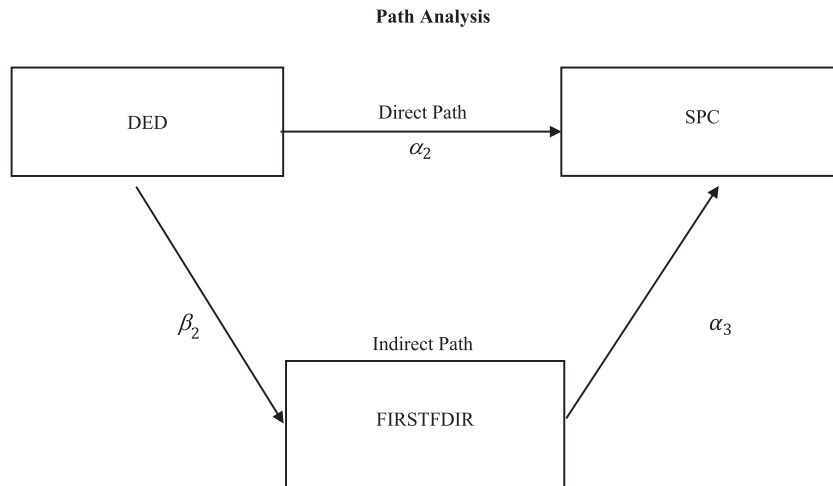 Path Analysis
DED
Direct Path
α₂
SPC
β₂
Indirect Path
α₃
FIRSTFDIR